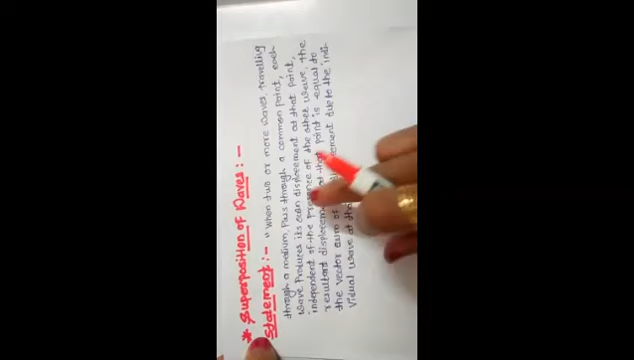 * Superposition of Waves:-
Statement:- "When two or more waves, travelling
through a medium, Pass through a common point, each
wave Produces its own displacement at that point,
independent of the Presence of the other wave, the
resultant displacement at that point is equal to
the vector sum of displacement due to the indi-
vidual wave at